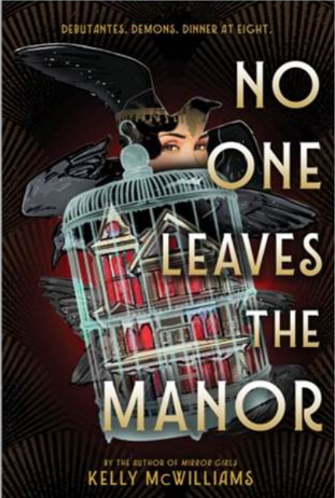 DEBUTANTES. DEMONS. DINNER AT EIGHT.
NO
ONE
LEAVES
THE
MANOR
BY THE AUTHOR OF MIRROR GIRLS
KELLY McWILLIAMS